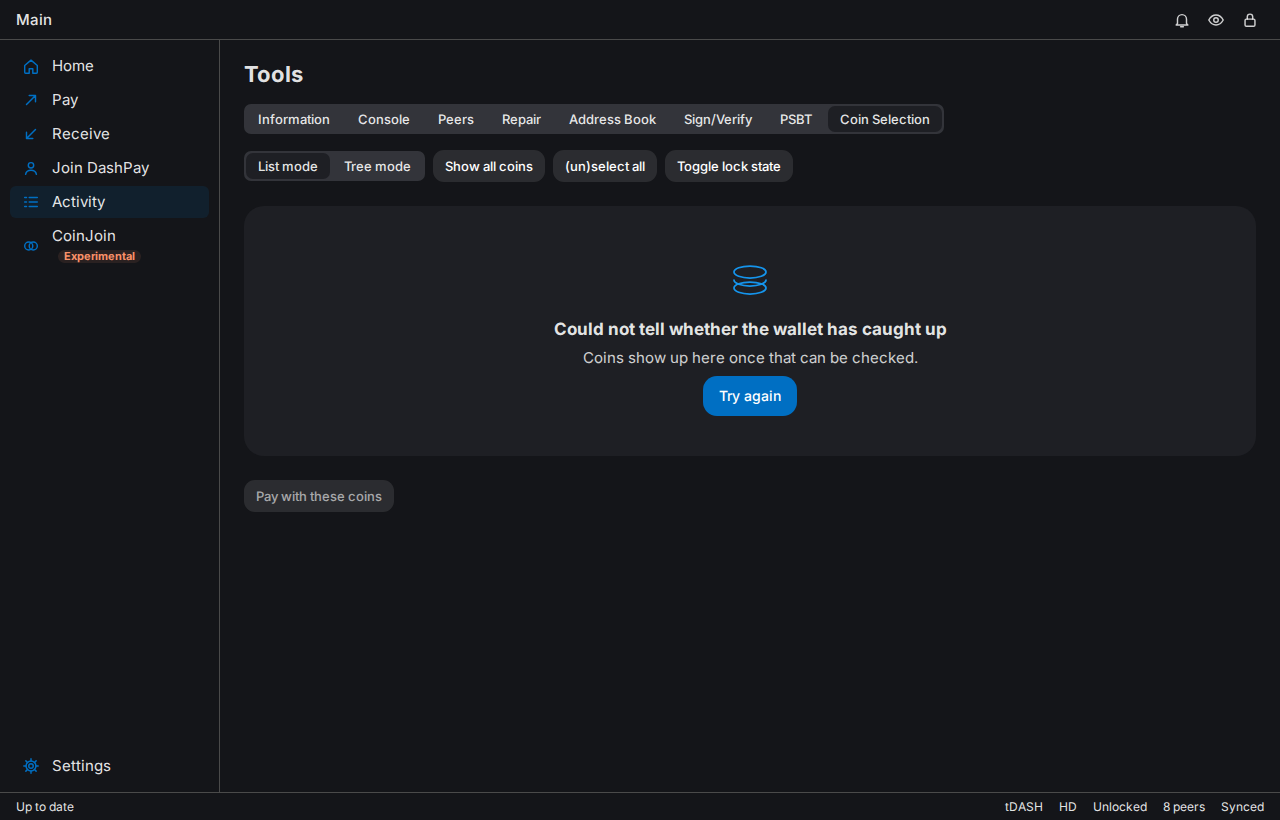 Main
Home
Pay
Receive
Join DashPay
Activity
CoinJoin
Experimental
Settings
Tools
Information Console Peers Repair Address Book Sign/Verify PSBT Coin Selection
List mode Tree mode Show all coins (un)select all Toggle lock state
Could not tell whether the wallet has caught up
Coins show up here once that can be checked.
Try again
Pay with these coins
Up to date tDASH HD Unlocked 8 peers Synced